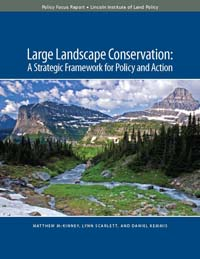 Policy Focus Report • Lincoln Institute of Land Policy
Large Landscape Conservation:
A Strategic Framework for Policy and Action
MATTHEW MCKINNEY, LYNN SCARLETT, AND DANIEL KEMMIS